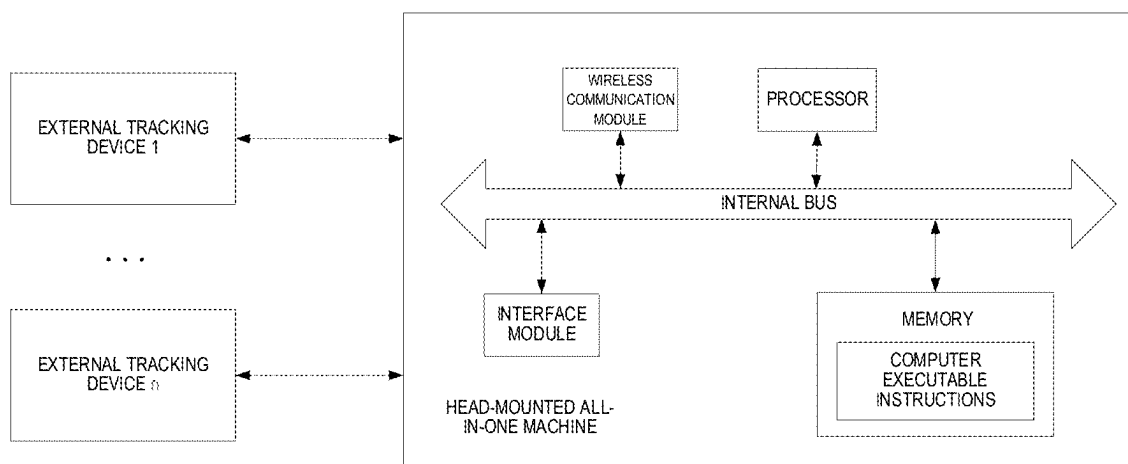 EXTERNAL TRACKING
DEVICE 1
. . .
EXTERNAL TRACKING
DEVICE n
WIRELESS
COMMUNICATION
MODULE
PROCESSOR
INTERNAL BUS
INTERFACE
MODULE
MEMORY
COMPUTER
EXECUTABLE
INSTRUCTIONS
HEAD-MOUNTED ALL-
IN-ONE MACHINE